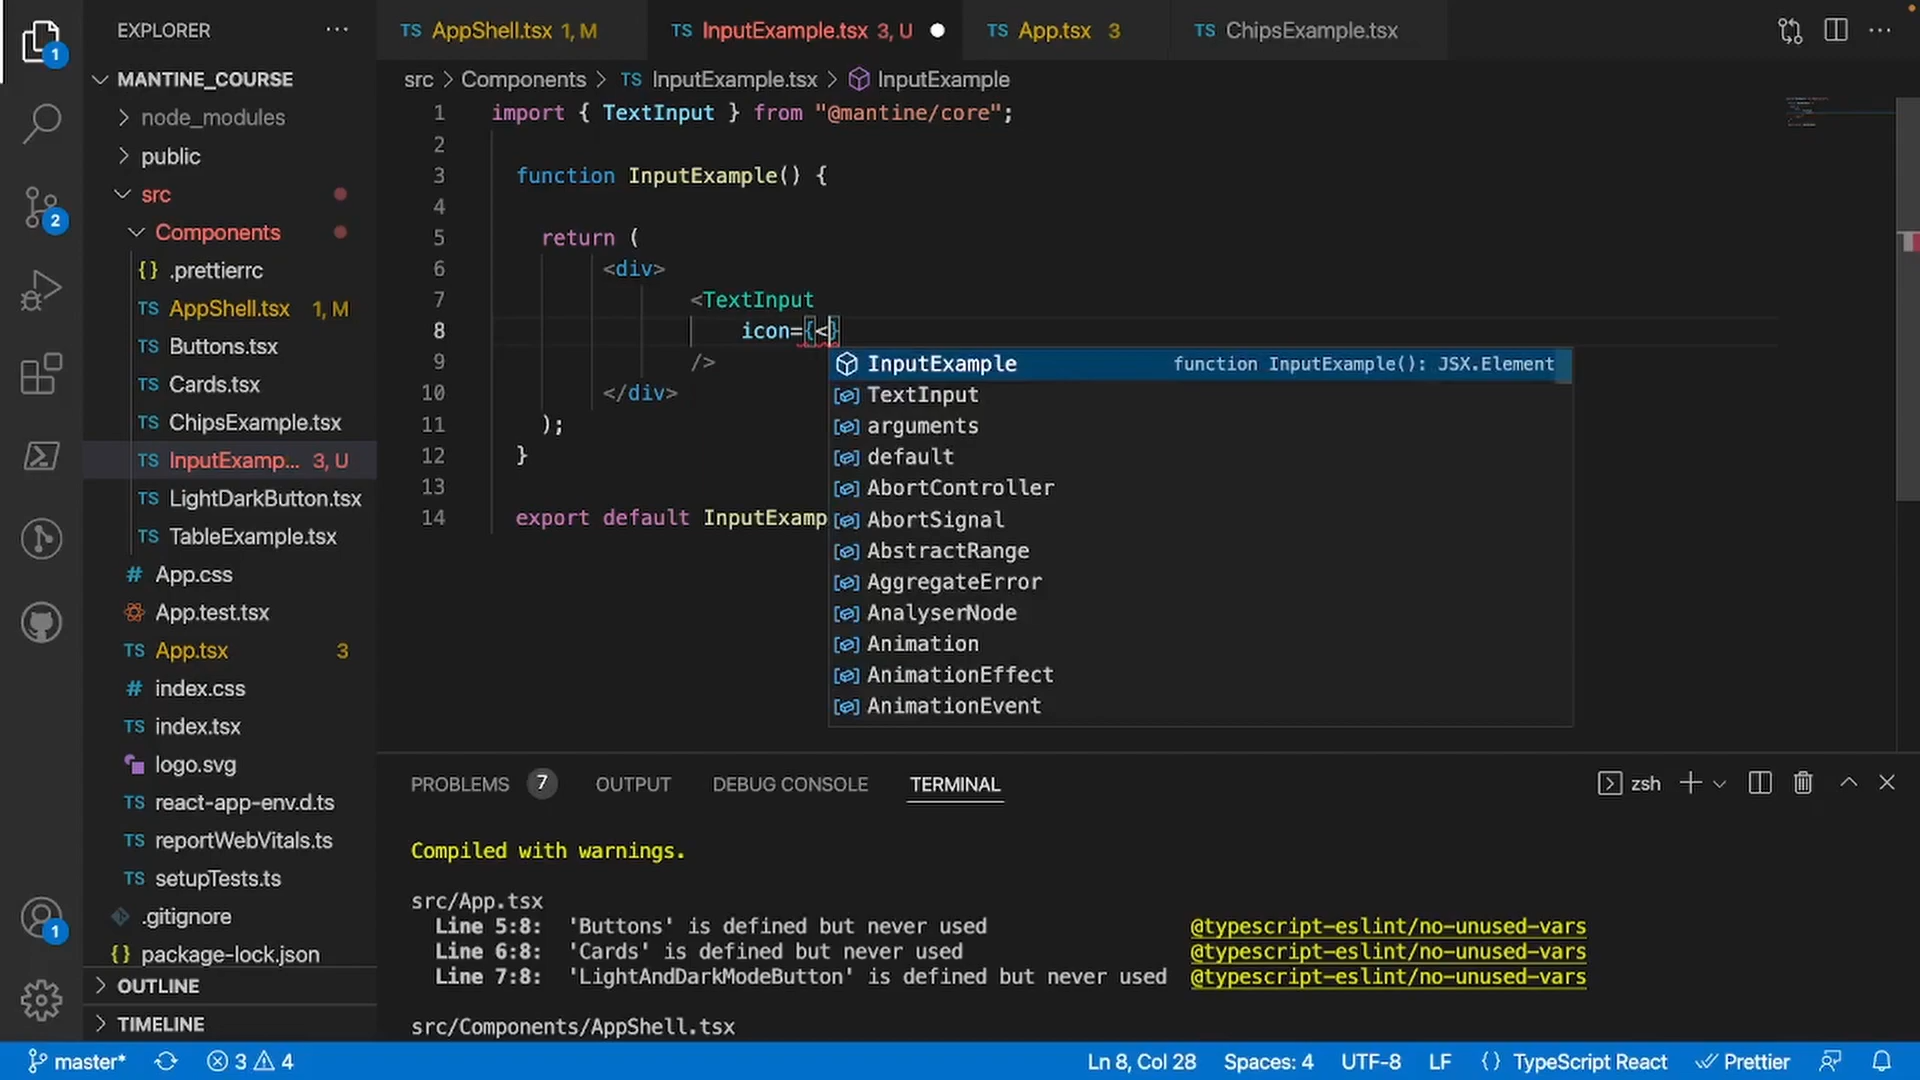 EXPLORER
MANTINE_COURSE
node_modules
public
src
Components
{} .prettierrc
TS AppShell.tsx 1, M
TS Buttons.tsx
TS Cards.tsx
TS ChipsExample.tsx
TS InputExamp... 3, U
TS LightDarkButton.tsx
TS TableExample.tsx
# App.css
App.test.tsx
TS App.tsx 3
# index.css
TS index.tsx
logo.svg
TS react-app-env.d.ts
TS reportWebVitals.ts
TS setupTests.ts
.gitignore
{} package-lock.json
OUTLINE
TIMELINE
1
2
1
TS AppShell.tsx 1, M
TS InputExample.tsx 3, U
TS App.tsx 3
TS ChipsExample.tsx
src > Components > TS InputExample.tsx > InputExample
1 import { TextInput } from "@mantine/core";
2
3 function InputExample() {
4
5 return (
6 <div>
7 <TextInput
8 icon={<}
9 />
10 </div>
11 );
12 }
13
14 export default InputExamp
InputExample function InputExample(): JSX.Element
TextInput
arguments
default
AbortController
AbortSignal
AbstractRange
AggregateError
AnalyserNode
Animation
AnimationEffect
AnimationEvent
PROBLEMS 7 OUTPUT DEBUG CONSOLE TERMINAL
zsh
Compiled with warnings.
src/App.tsx
Line 5:8: 'Buttons' is defined but never used @typescript-eslint/no-unused-vars
Line 6:8: 'Cards' is defined but never used @typescript-eslint/no-unused-vars
Line 7:8: 'LightAndDarkModeButton' is defined but never used @typescript-eslint/no-unused-vars
src/Components/AppShell.tsx
master* 3 4
Ln 8, Col 28 Spaces: 4 UTF-8 LF {} TypeScript React Prettier